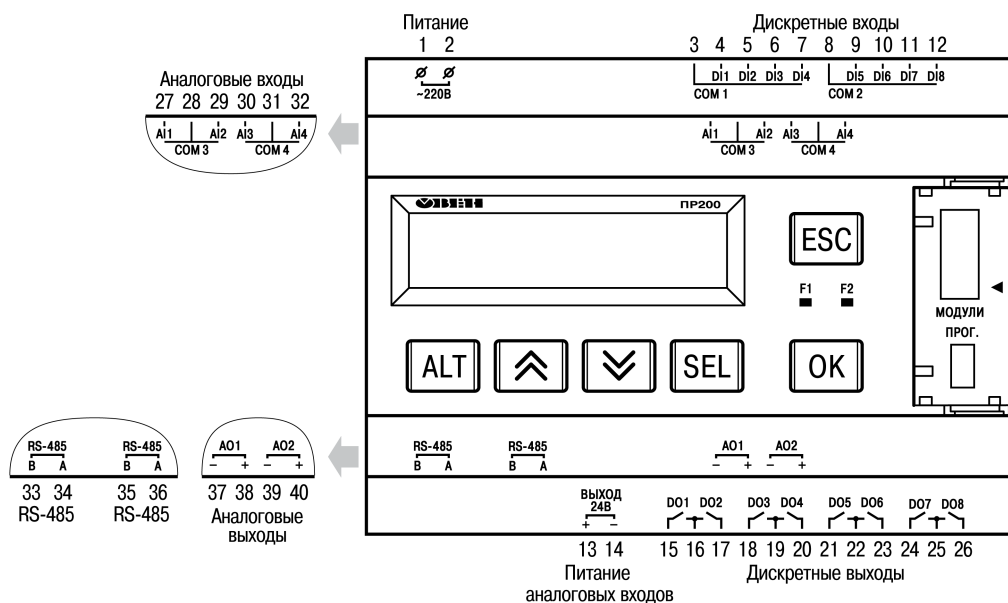 Питание
1 2
Дискретные входы
3 4 5 6 7 8 9 10 11 12
~220В
DI1 DI2 DI3 DI4 DI5 DI6 DI7 DI8
COM 1 COM 2
Аналоговые входы
27 28 29 30 31 32
AI1 AI2 AI3 AI4
COM 3 COM 4
AI1 AI2 AI3 AI4
COM 3 COM 4
ОВЕН ПР200
ESC
F1 F2
МОДУЛИ
ПРОГ.
ALT SEL OK
RS-485 RS-485 AO1 AO2
B A B A – + – +
33 34 35 36 37 38 39 40
RS-485 RS-485 Аналоговые
выходы
RS-485 RS-485 AO1 AO2
B A B A – + – +
ВЫХОД
24В
+ –
DO1 DO2 DO3 DO4 DO5 DO6 DO7 DO8
13 14 15 16 17 18 19 20 21 22 23 24 25 26
Питание
аналоговых входов
Дискретные выходы